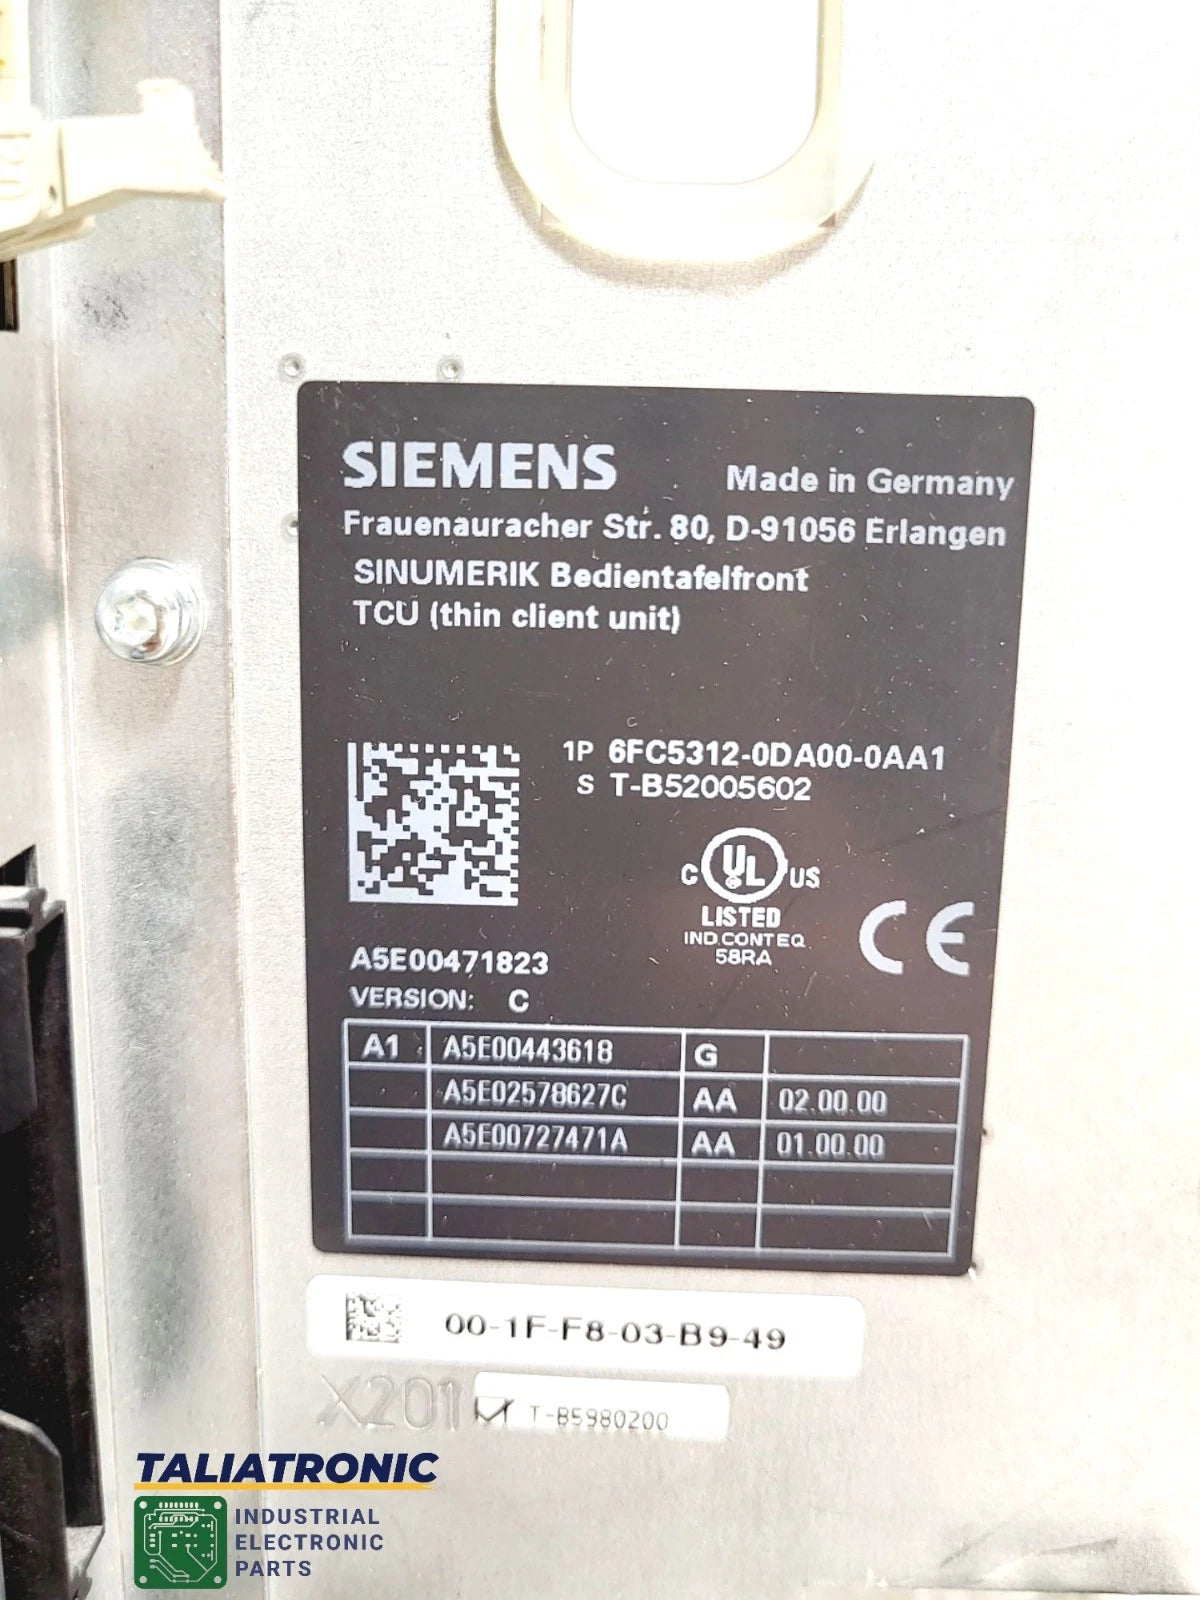 SIEMENS Made in Germany
Frauenauracher Str. 80, D-91056 Erlangen
SINUMERIK Bedientafelfront
TCU (thin client unit)
1P 6FC5312-0DA00-0AA1
S T-B52005602
C UL US
LISTED
IND.CONT.EQ
58RA
CE
A5E00471823
VERSION: C
A1 A5E00443618 G
A5E02578627C AA 02.00.00
A5E00727471A AA 01.00.00
00-1F-F8-03-B9-49
X201 T-B5980200
TALIATRONIC
INDUSTRIAL
ELECTRONIC
PARTS